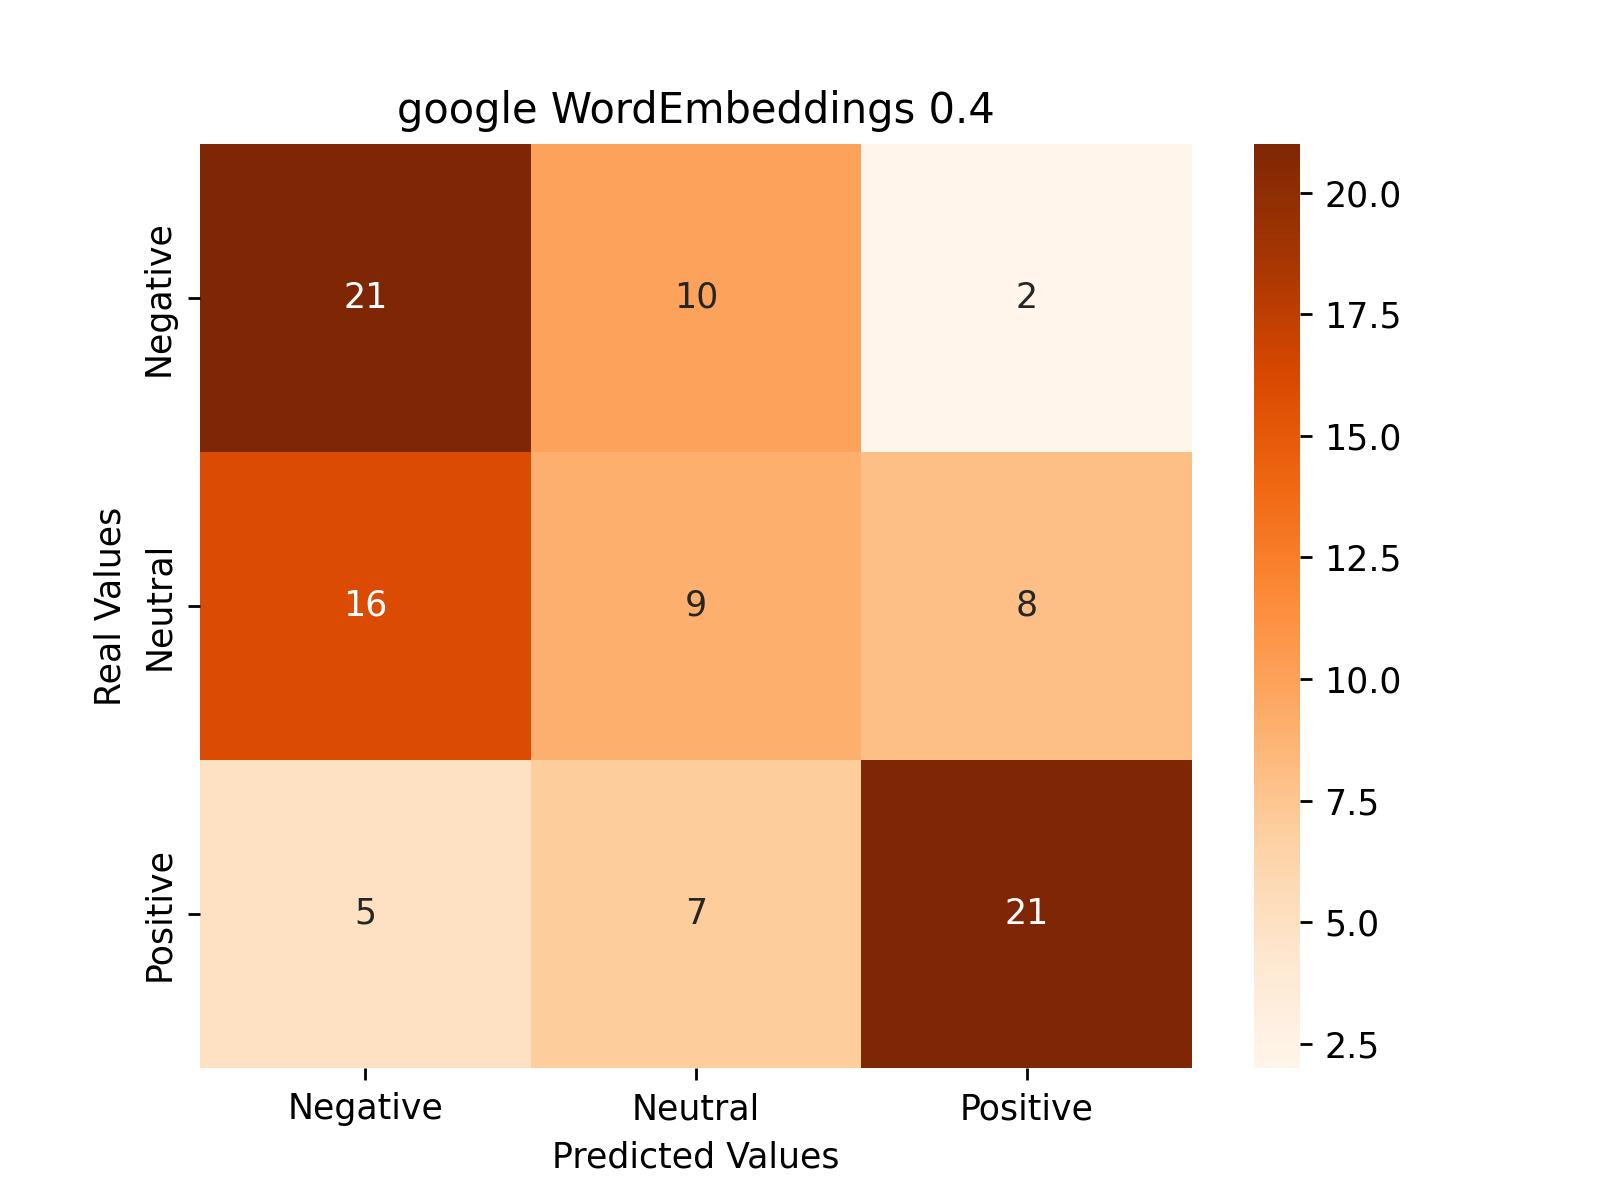 google WordEmbeddings 0.4
Real Values
Negative
21
10
2
Neutral
16
9
8
Positive
5
7
21
Negative
Neutral
Positive
Predicted Values
20.0
17.5
15.0
12.5
10.0
7.5
5.0
2.5